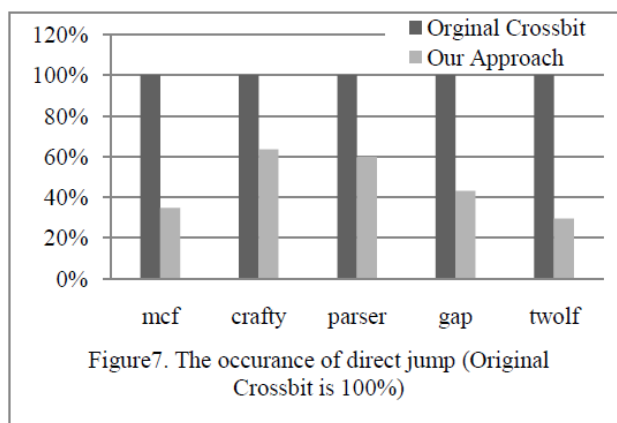 120%
Orginal Crossbit
100%
Our Approach
80%
60%
40%
20%
0%
mcf crafty parser gap twolf
Figure7. The occurance of direct jump (Original
Crossbit is 100%)